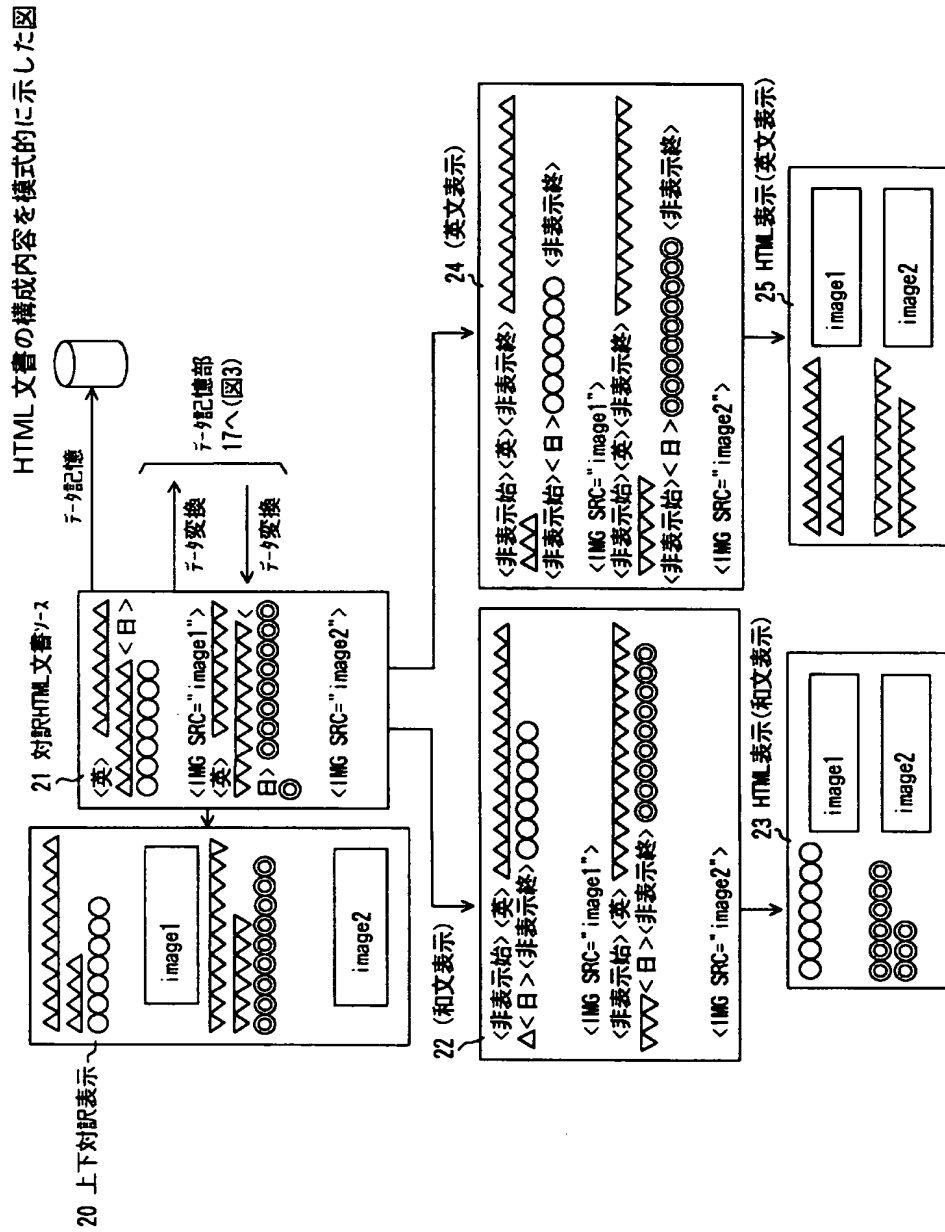 HTML 文書の構成内容を模式的に示した図
20 上下対訳表示
image1
image2
21 対訳HTML文書ソース
<英>
<日>
<IMG SRC="image1">
<英>
<
日>
<IMG SRC="image2">
データ記憶
データ変換
データ変換
データ記憶部
17へ(図3)
22 (和文表示)
<非表示始><英>
<日><非表示終>
<IMG SRC="image1">
<非表示始><英>
<日><非表示終>
<IMG SRC="image2">
24 (英文表示)
<非表示始><英><非表示終>
<非表示始><日> <非表示終>
<IMG SRC="image1">
<非表示始><英><非表示終>
<非表示始><日> <非表示終>
<IMG SRC="image2">
23 HTML表示(和文表示)
image1
image2
25 HTML表示(英文表示)
image1
image2